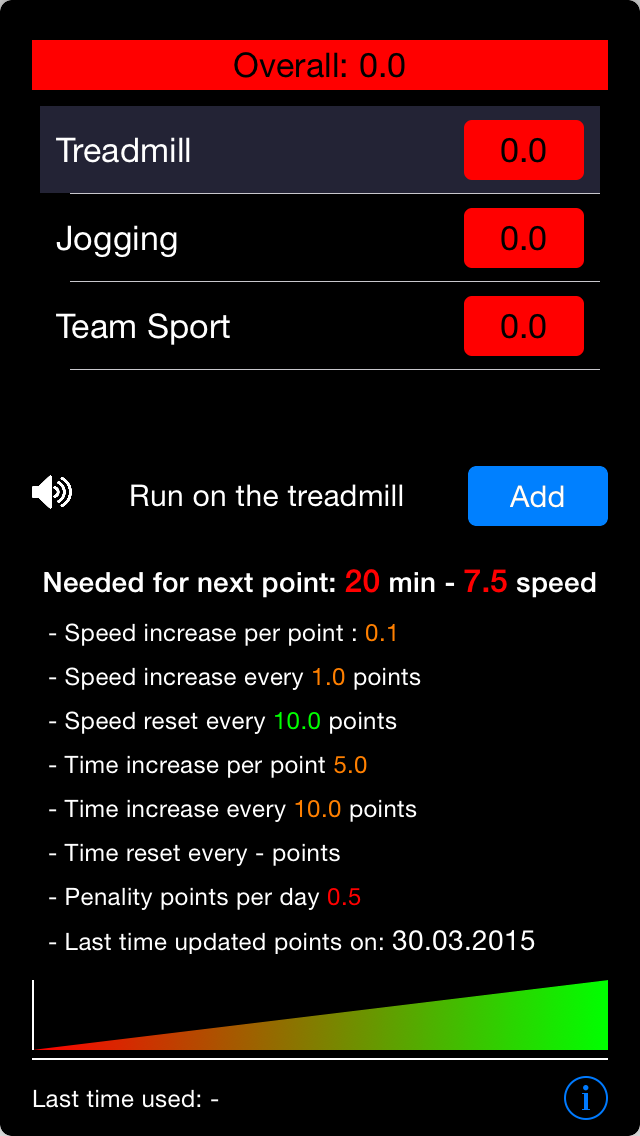 Overall: 0.0
Treadmill 0.0
Jogging 0.0
Team Sport 0.0
Run on the treadmill Add
Needed for next point: 20 min - 7.5 speed
- Speed increase per point : 0.1
- Speed increase every 1.0 points
- Speed reset every 10.0 points
- Time increase per point 5.0
- Time increase every 10.0 points
- Time reset every - points
- Penality points per day 0.5
- Last time updated points on: 30.03.2015
Last time used: - i